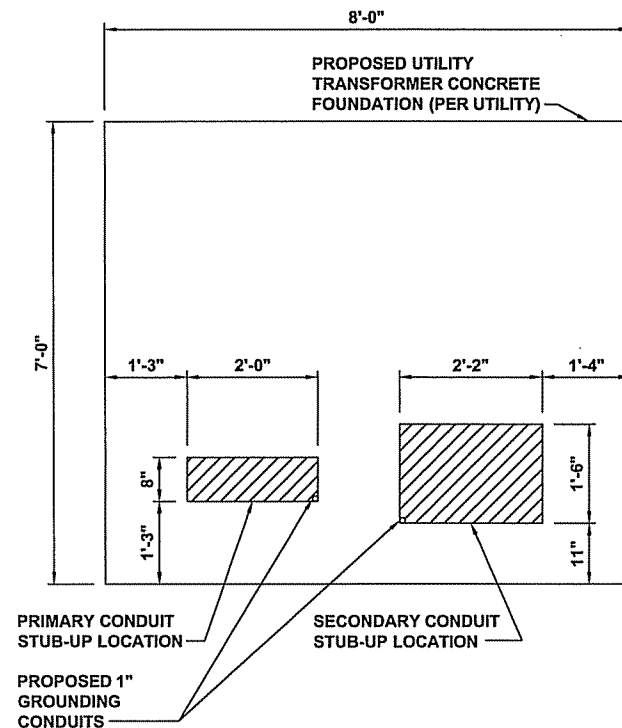 8'-0"
PROPOSED UTILITY
TRANSFORMER CONCRETE
FOUNDATION (PER UTILITY)
7'-0"
1'-3"
2'-0"
2'-2"
1'-4"
8"
1'-3"
1'-6"
11"
PRIMARY CONDUIT
STUB-UP LOCATION
SECONDARY CONDUIT
STUB-UP LOCATION
PROPOSED 1"
GROUNDING
CONDUITS